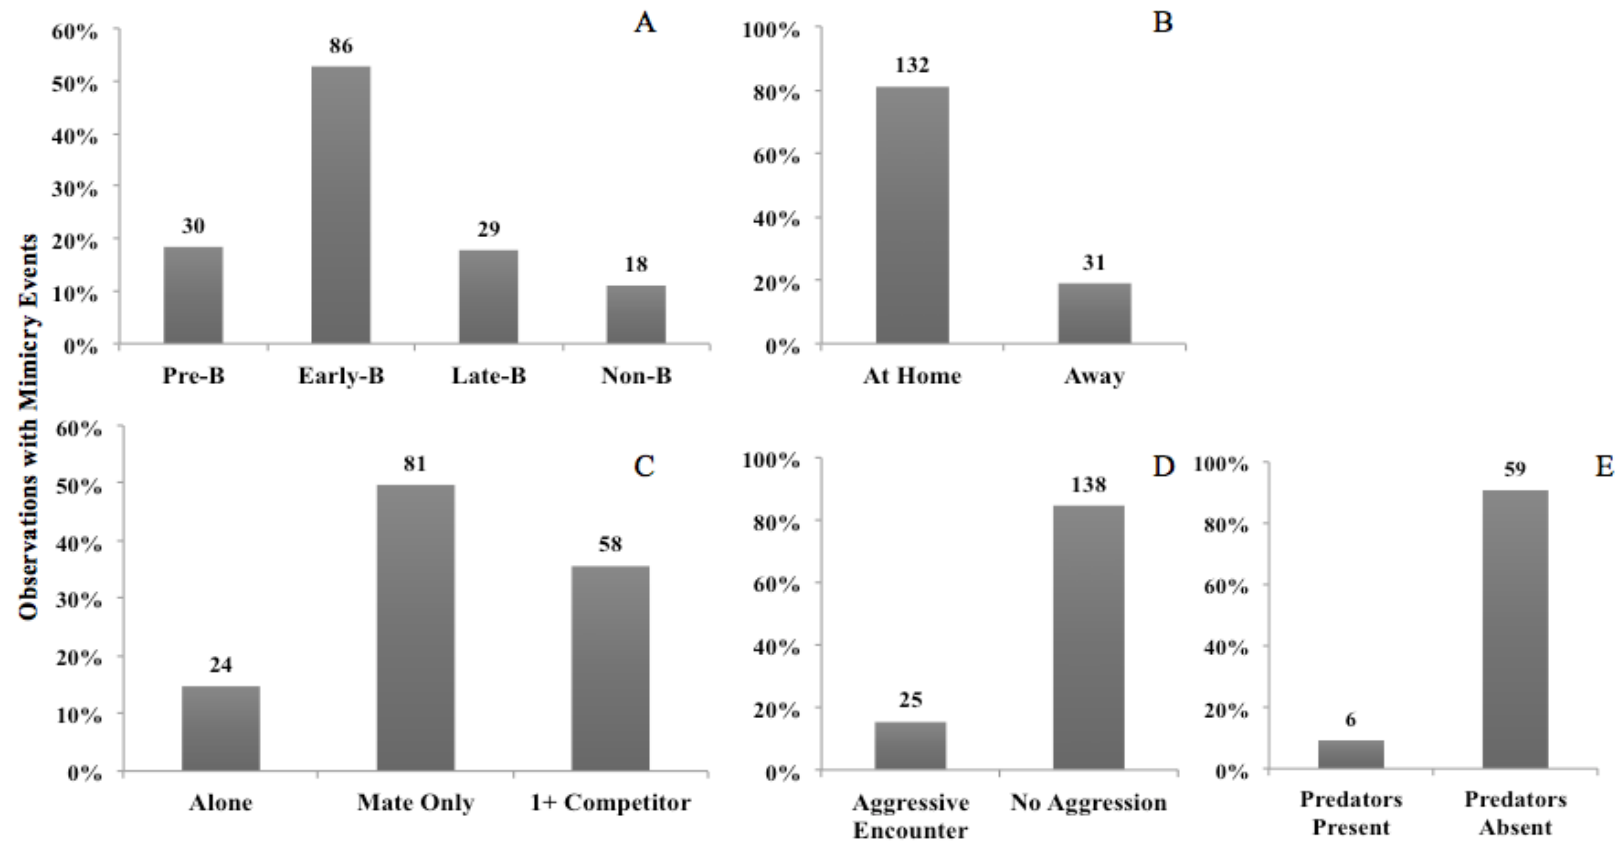 Observations with Mimicry Events
A
60%
50%
40%
30%
20%
10%
0%
30
86
29
18
Pre-B
Early-B
Late-B
Non-B
B
100%
80%
60%
40%
20%
0%
132
31
At Home
Away
C
60%
50%
40%
30%
20%
10%
0%
24
81
58
Alone
Mate Only
1+ Competitor
D
100%
80%
60%
40%
20%
0%
25
138
Aggressive
Encounter
No Aggression
E
100%
80%
60%
40%
20%
0%
6
59
Predators
Present
Predators
Absent